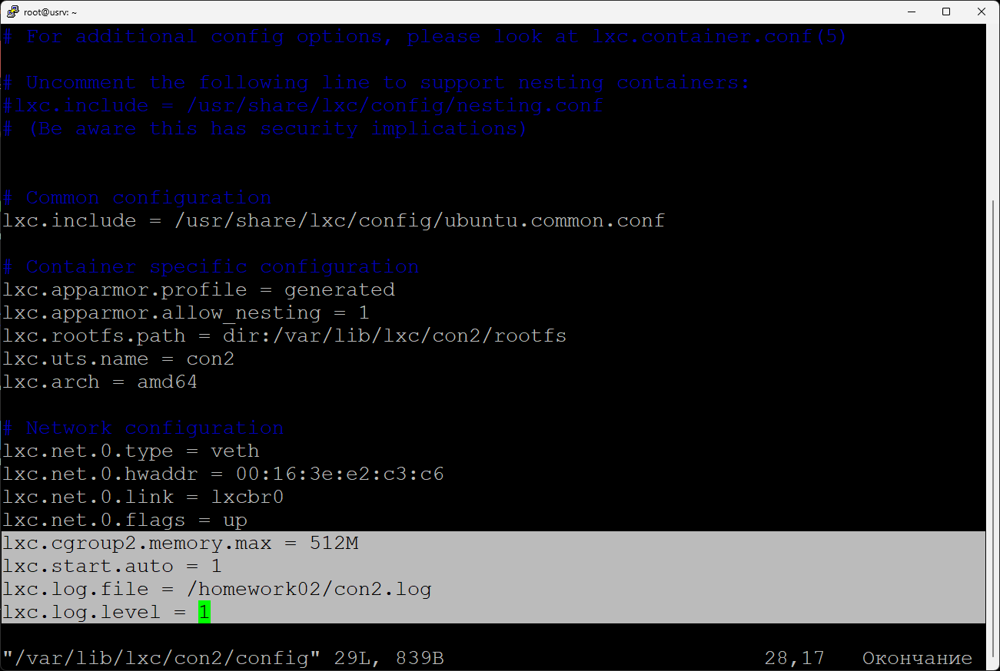 root@usrv: ~
# For additional config options, please look at lxc.container.conf(5)
# Uncomment the following line to support nesting containers:
#lxc.include = /usr/share/lxc/config/nesting.conf
# (Be aware this has security implications)
# Common configuration
lxc.include = /usr/share/lxc/config/ubuntu.common.conf
# Container specific configuration
lxc.apparmor.profile = generated
lxc.apparmor.allow_nesting = 1
lxc.rootfs.path = dir:/var/lib/lxc/con2/rootfs
lxc.uts.name = con2
lxc.arch = amd64
# Network configuration
lxc.net.0.type = veth
lxc.net.0.hwaddr = 00:16:3e:e2:c3:c6
lxc.net.0.link = lxcbr0
lxc.net.0.flags = up
lxc.cgroup2.memory.max = 512M
lxc.start.auto = 1
lxc.log.file = /homework02/con2.log
lxc.log.level = 1
"/var/lib/lxc/con2/config" 29L, 839B 28,17 Окончание